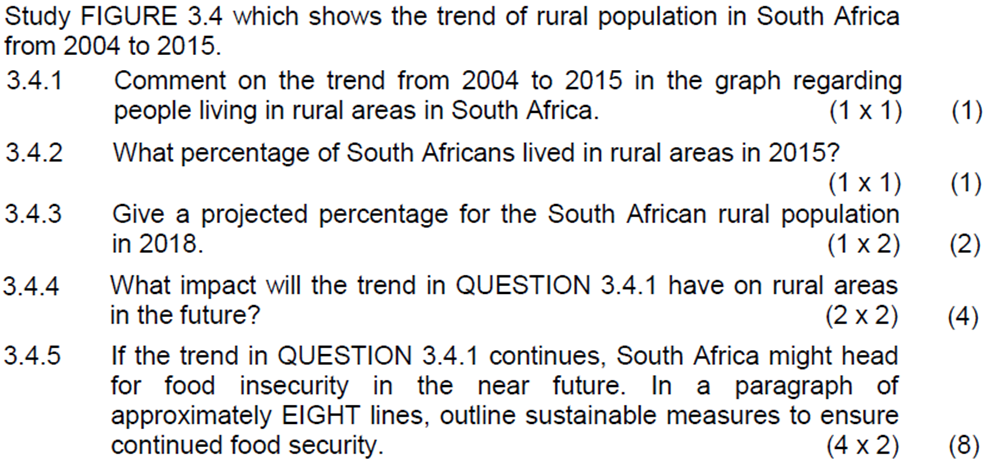 Study FIGURE 3.4 which shows the trend of rural population in South Africa
from 2004 to 2015.
3.4.1 Comment on the trend from 2004 to 2015 in the graph regarding
people living in rural areas in South Africa. (1 x 1) (1)
3.4.2 What percentage of South Africans lived in rural areas in 2015?
(1 x 1) (1)
3.4.3 Give a projected percentage for the South African rural population
in 2018. (1 x 2) (2)
3.4.4 What impact will the trend in QUESTION 3.4.1 have on rural areas
in the future? (2 x 2) (4)
3.4.5 If the trend in QUESTION 3.4.1 continues, South Africa might head
for food insecurity in the near future. In a paragraph of
approximately EIGHT lines, outline sustainable measures to ensure
continued food security. (4 x 2) (8)